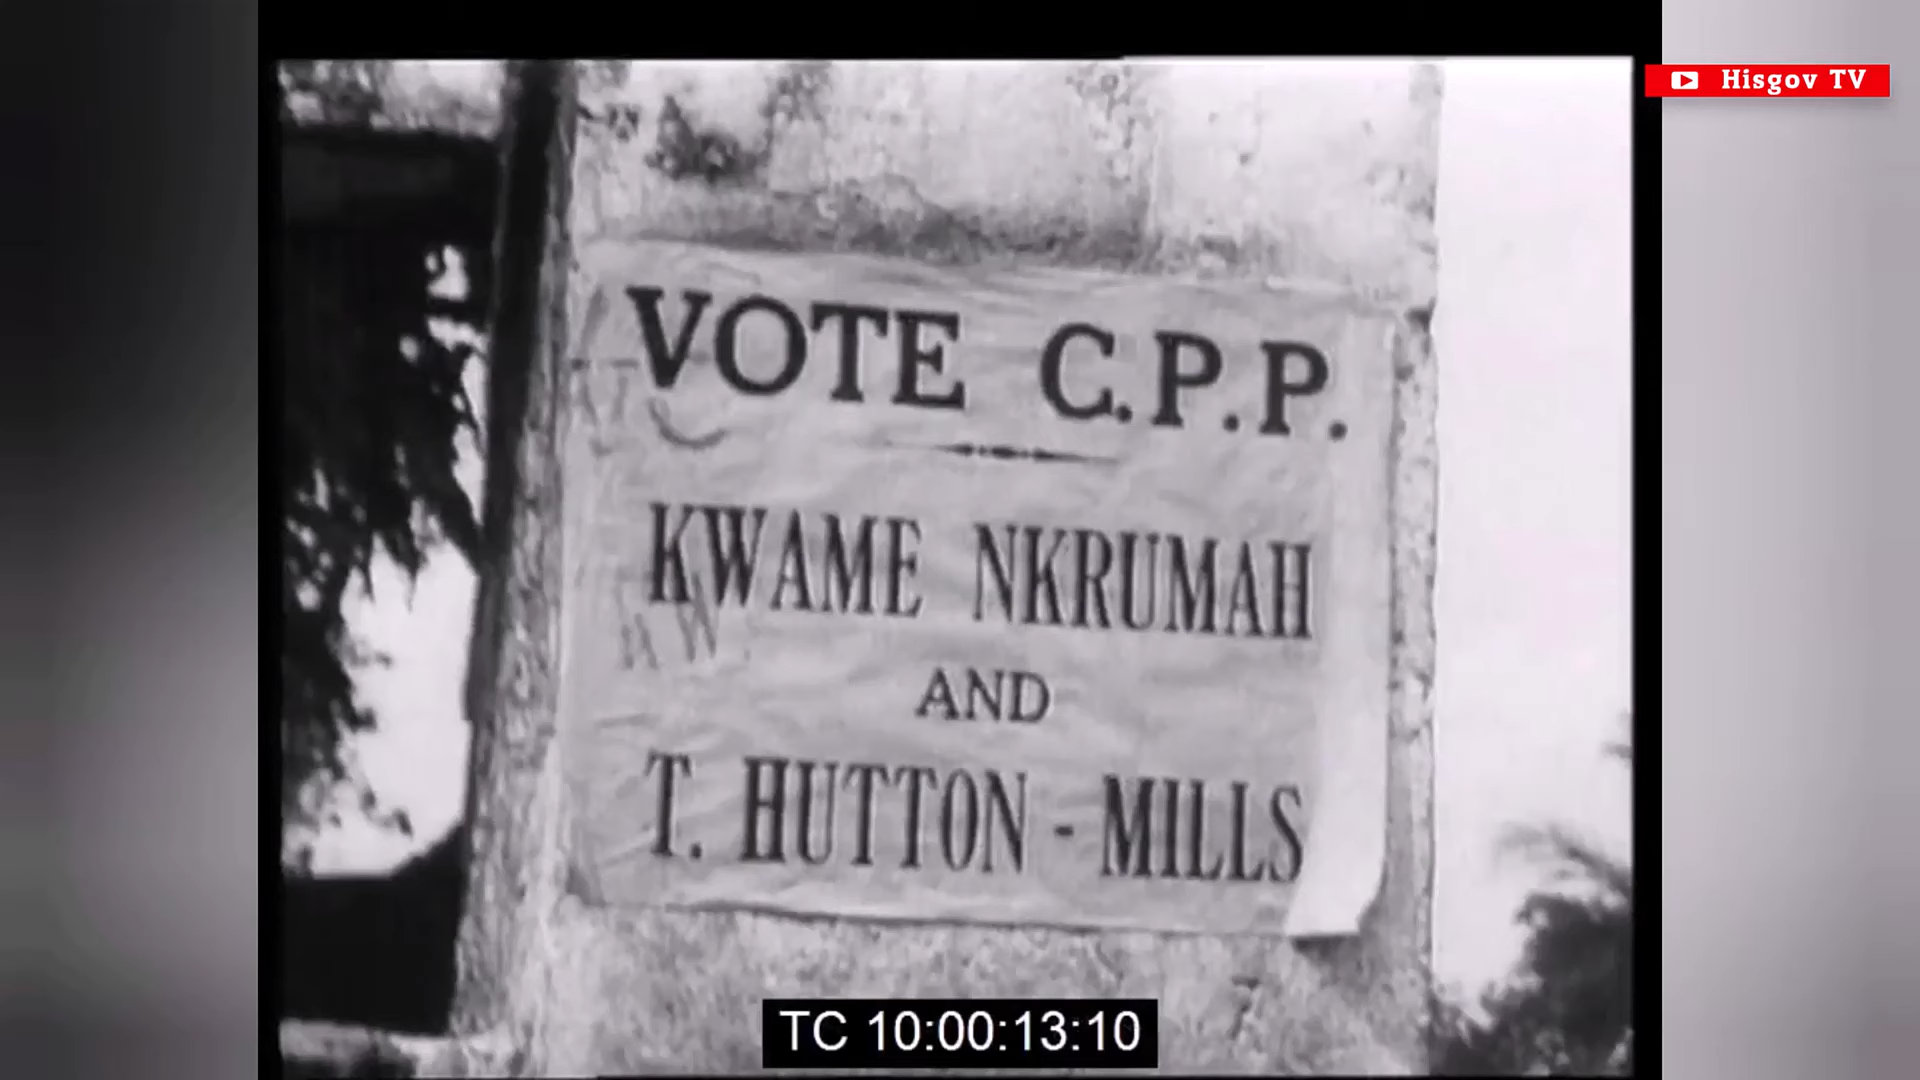 Hisgov TV
VOTE C.P.P.
KWAME NKRUMAH
AND
T. HUTTON - MILLS
TC 10:00:13:10